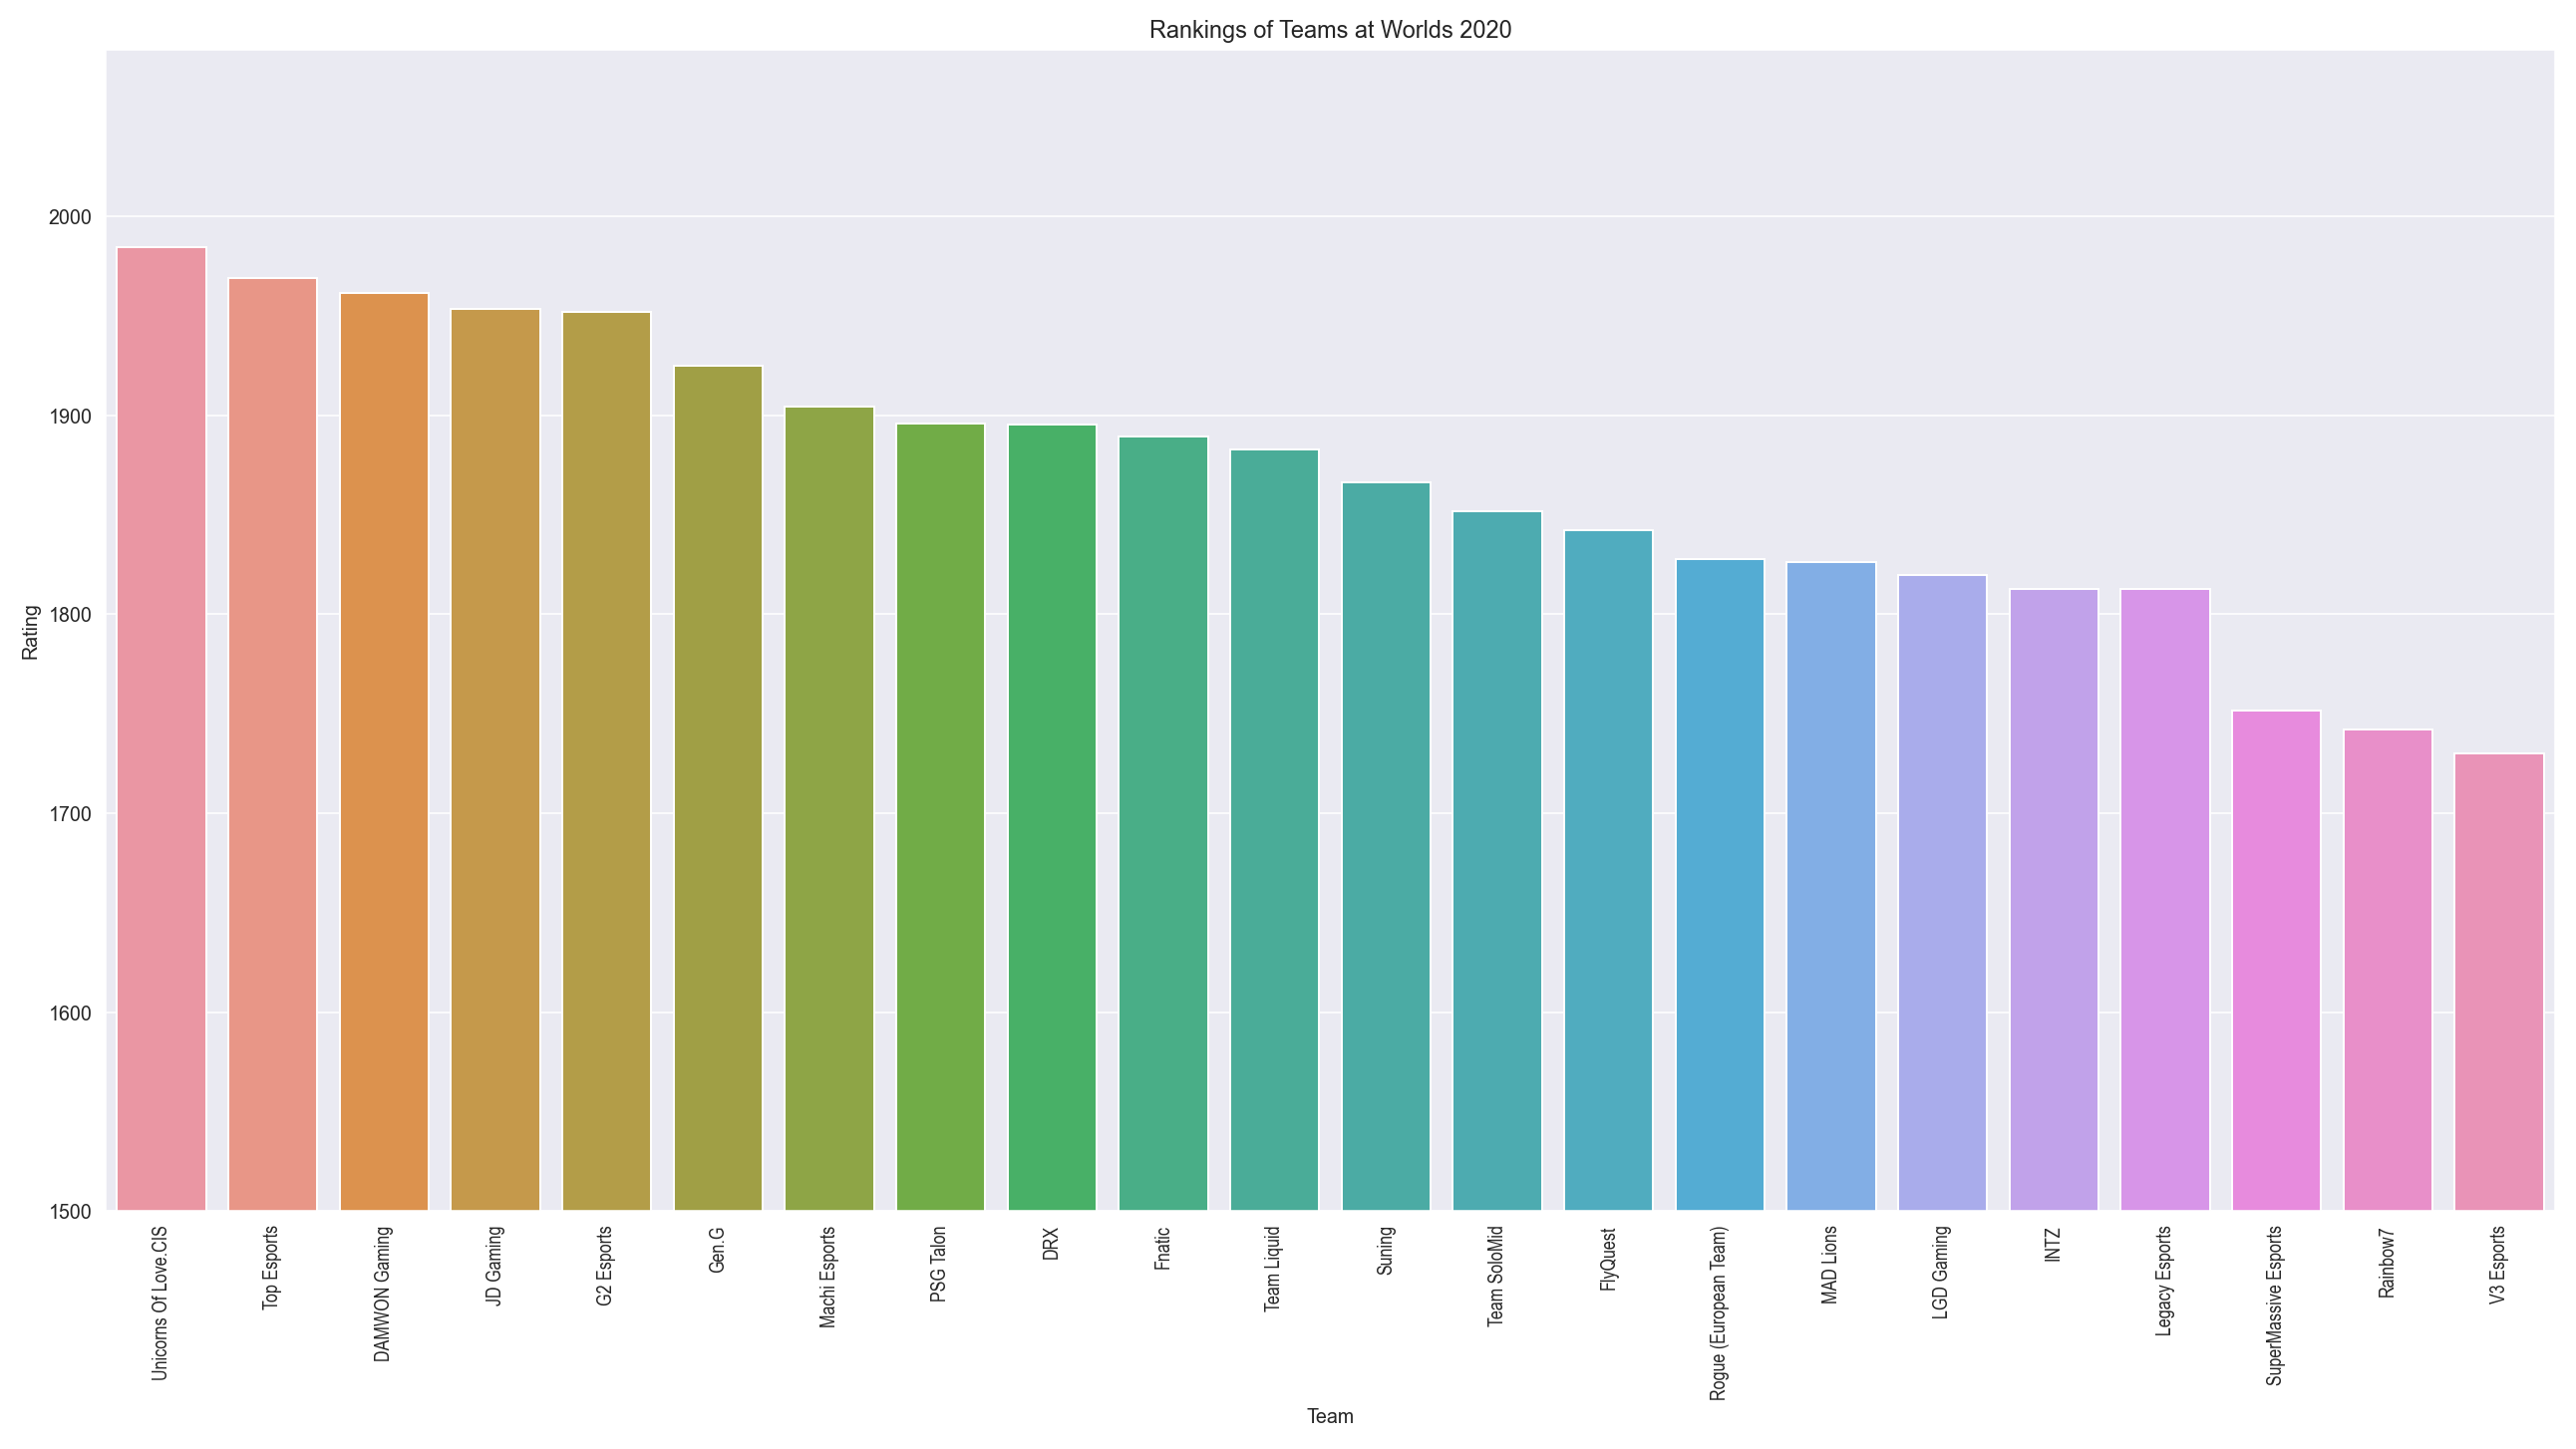 Rankings of Teams at Worlds 2020
2000
1900
1800
1700
1600
1500
Rating
Unicorns Of Love.CIS
Top Esports
DAMWON Gaming
JD Gaming
G2 Esports
Gen.G
Machi Esports
PSG Talon
DRX
Fnatic
Team Liquid
Suning
Team SoloMid
FlyQuest
Rogue (European Team)
MAD Lions
LGD Gaming
INTZ
Legacy Esports
SuperMassive Esports
Rainbow7
V3 Esports
Team